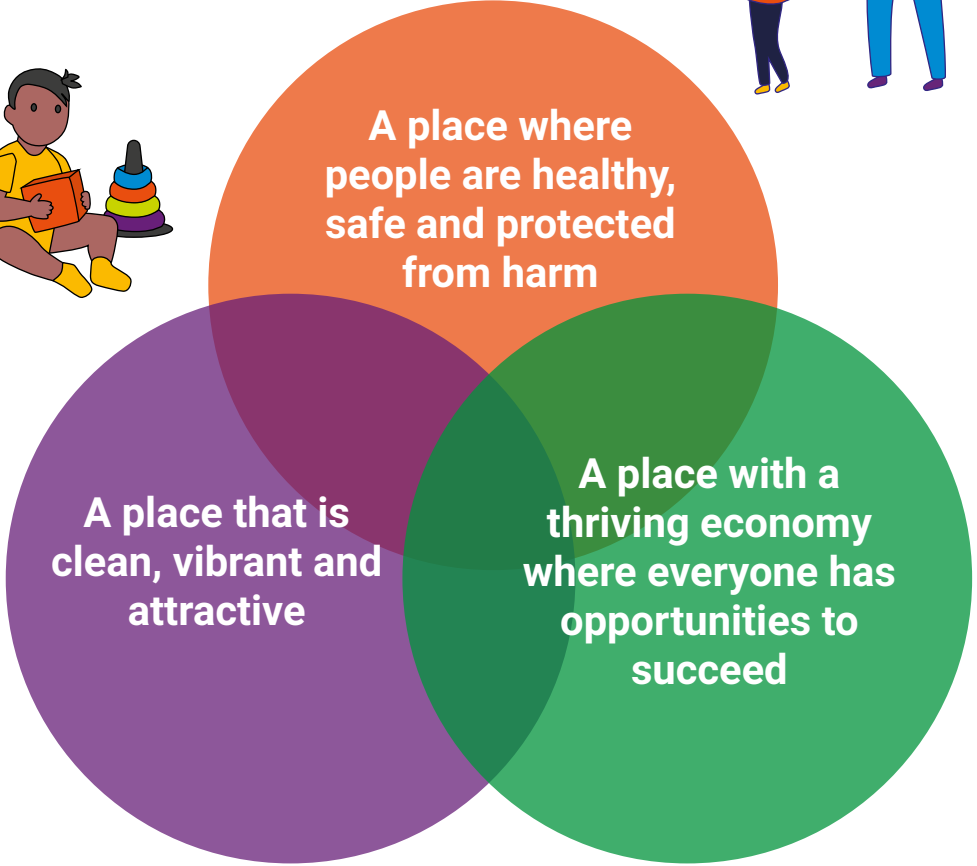 A place where
people are healthy,
safe and protected
from harm
A place that is
clean, vibrant and
attractive
A place with a
thriving economy
where everyone has
opportunities to
succeed